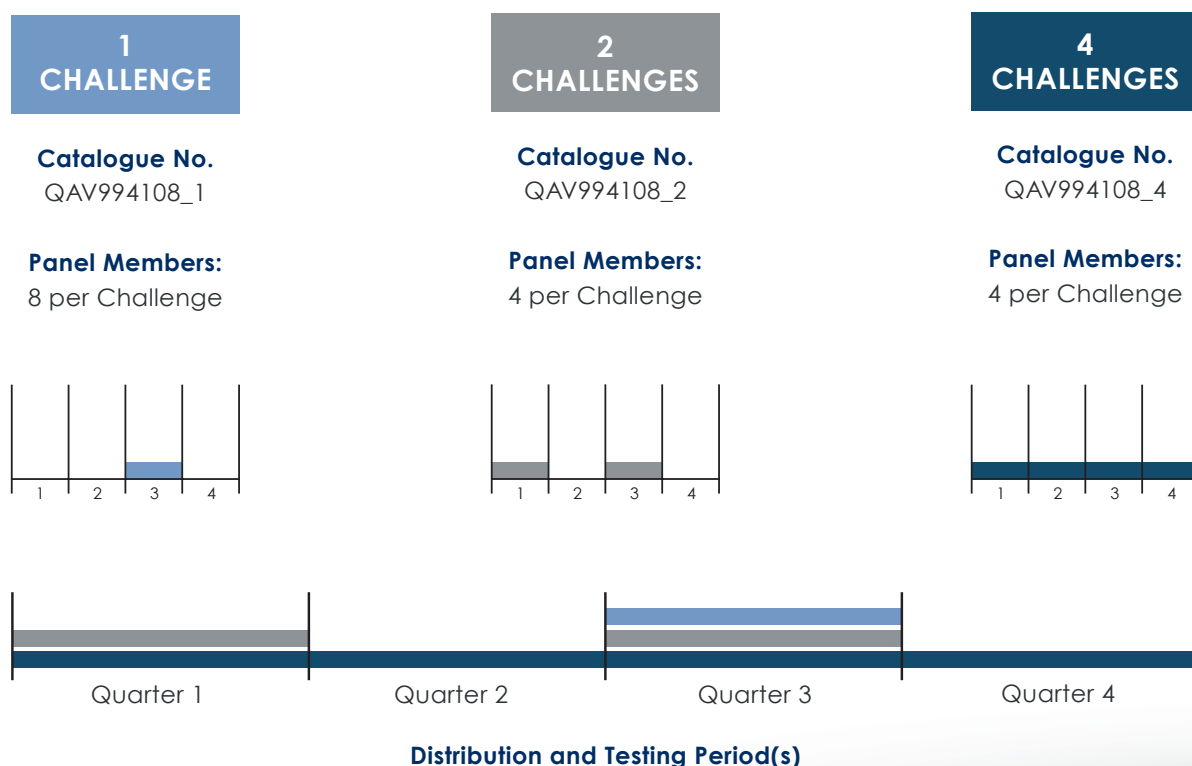 1
CHALLENGE
Catalogue No.
QAV994108_1
Panel Members:
8 per Challenge
1 2 3 4
2
CHALLENGES
Catalogue No.
QAV994108_2
Panel Members:
4 per Challenge
1 2 3 4
4
CHALLENGES
Catalogue No.
QAV994108_4
Panel Members:
4 per Challenge
1 2 3 4
Quarter 1 Quarter 2 Quarter 3 Quarter 4
Distribution and Testing Period(s)